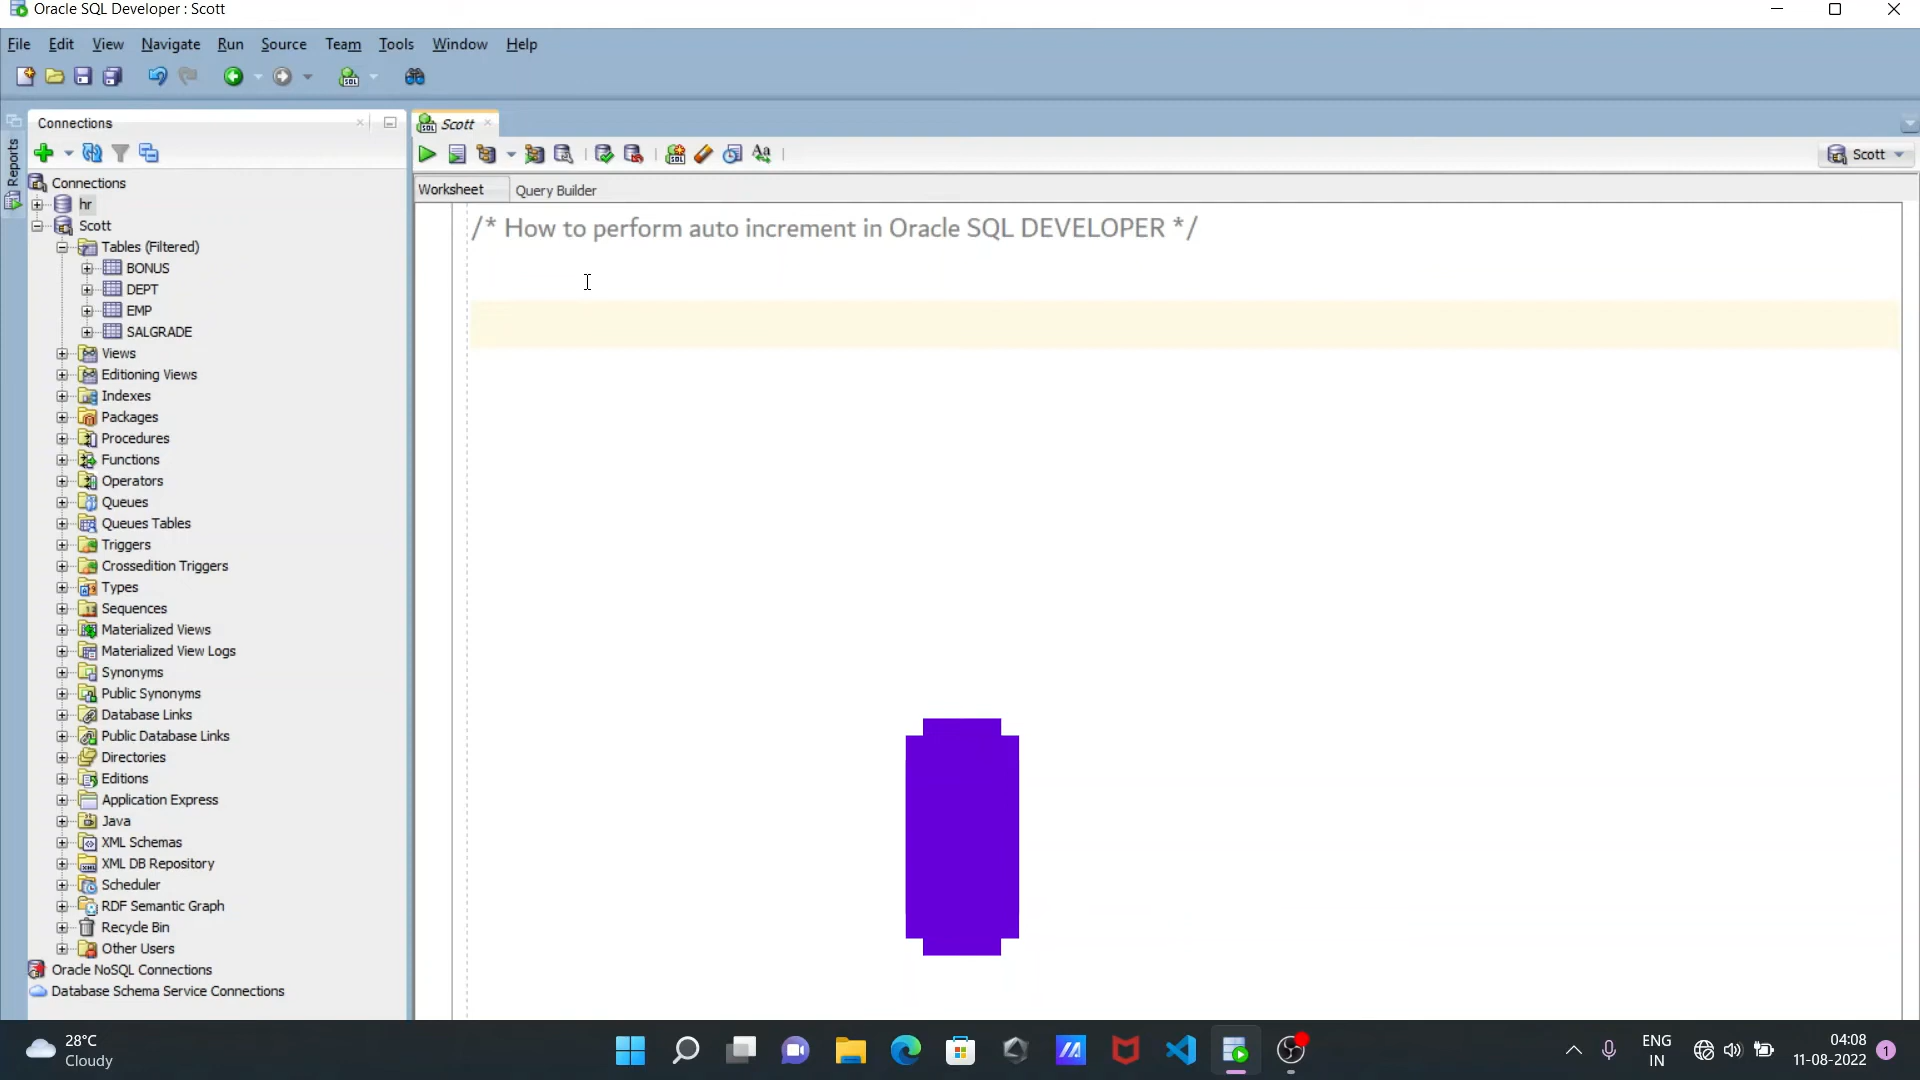 Oracle SQL Developer : Scott
File Edit View Navigate Run Source Team Tools Window Help
Reports
Connections
Scott
Scott
Worksheet Query Builder
/* How to perform auto increment in Oracle SQL DEVELOPER */
Connections
hr
Scott
Tables (Filtered)
BONUS
DEPT
EMP
SALGRADE
Views
Editioning Views
Indexes
Packages
Procedures
Functions
Operators
Queues
Queues Tables
Triggers
Crossedition Triggers
Types
Sequences
Materialized Views
Materialized View Logs
Synonyms
Public Synonyms
Database Links
Public Database Links
Directories
Editions
Application Express
Java
XML Schemas
XML DB Repository
Scheduler
RDF Semantic Graph
Recycle Bin
Other Users
Oracle NoSQL Connections
Database Schema Service Connections
28°C
Cloudy
ENG
IN
04:08
11-08-2022
1